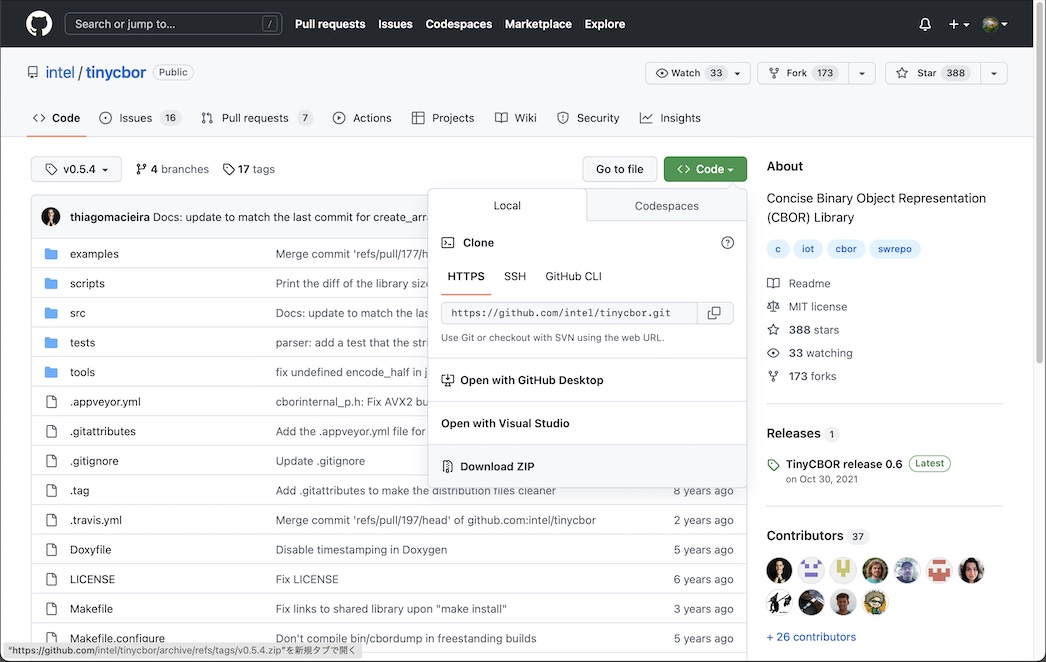 Search or jump to… / Pull requests Issues Codespaces Marketplace Explore
intel / tinycbor Public Watch 33 Fork 173 Star 388
Code Issues 16 Pull requests 7 Actions Projects Wiki Security Insights
v0.5.4 4 branches 17 tags Go to file Code
thiagomacieira Docs: update to match the last commit for create_arra
examples Merge commit 'refs/pull/177/h
scripts Print the diff of the library size
src Docs: update to match the las
tests parser: add a test that the stri
tools fix undefined encode_half in j
.appveyor.yml cborinternal_p.h: Fix AVX2 bu
.gitattributes Add the .appveyor.yml file for
.gitignore Update .gitignore
.tag Add .gitattributes to make the distribution files cleaner 8 years ago
.travis.yml Merge commit 'refs/pull/197/head' of github.com:intel/tinycbor 2 years ago
Doxyfile Disable timestamping in Doxygen 5 years ago
LICENSE Fix LICENSE 6 years ago
Makefile Fix links to shared library upon "make install" 3 years ago
Makefile.configure Don't compile bin/cbordump in freestanding builds 5 years ago
Local Codespaces
Clone
HTTPS SSH GitHub CLI
https://github.com/intel/tinycbor.git
Use Git or checkout with SVN using the web URL.
Open with GitHub Desktop
Open with Visual Studio
Download ZIP
About
Concise Binary Object Representation
(CBOR) Library
c iot cbor swrepo
Readme
MIT license
388 stars
33 watching
173 forks
Releases 1
TinyCBOR release 0.6 Latest
on Oct 30, 2021
Contributors 37
+ 26 contributors
"https://github.com/intel/tinycbor/archive/refs/tags/v0.5.4.zip"を新規タブで開く